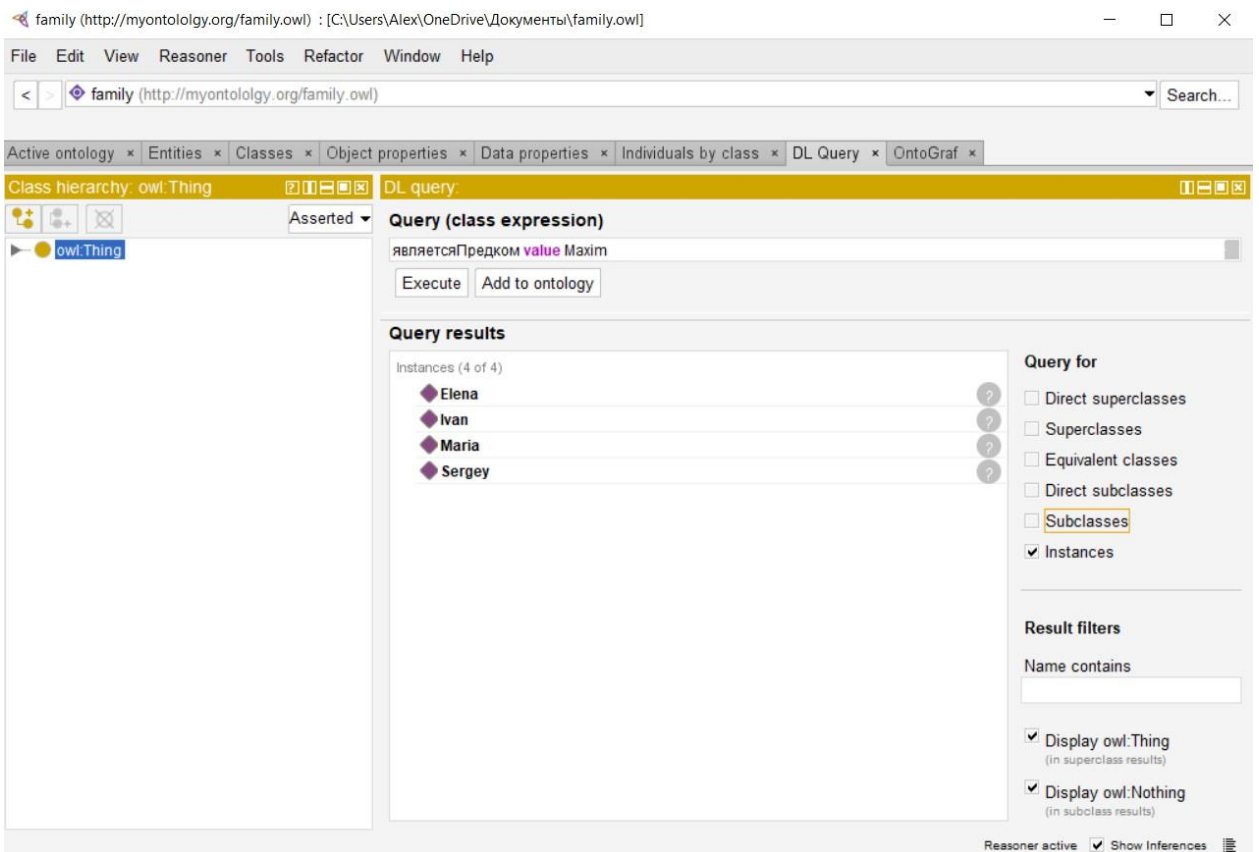 family (http://myontololgy.org/family.owl) : [C:\Users\Alex\OneDrive\Документы\family.owl]
File Edit View Reasoner Tools Refactor Window Help
< > family (http://myontololgy.org/family.owl) Search...
Active ontology × Entities × Classes × Object properties × Data properties × Individuals by class × DL Query × OntoGraf ×
Class hierarchy: owl:Thing
Asserted
owl:Thing
DL query:
Query (class expression)
являетсяПредком value Maxim
Execute Add to ontology
Query results
Instances (4 of 4)
Elena ?
Ivan ?
Maria ?
Sergey ?
Query for
Direct superclasses
Superclasses
Equivalent classes
Direct subclasses
Subclasses
Instances
Result filters
Name contains
Display owl:Thing
(in superclass results)
Display owl:Nothing
(in subclass results)
Reasoner active Show Inferences